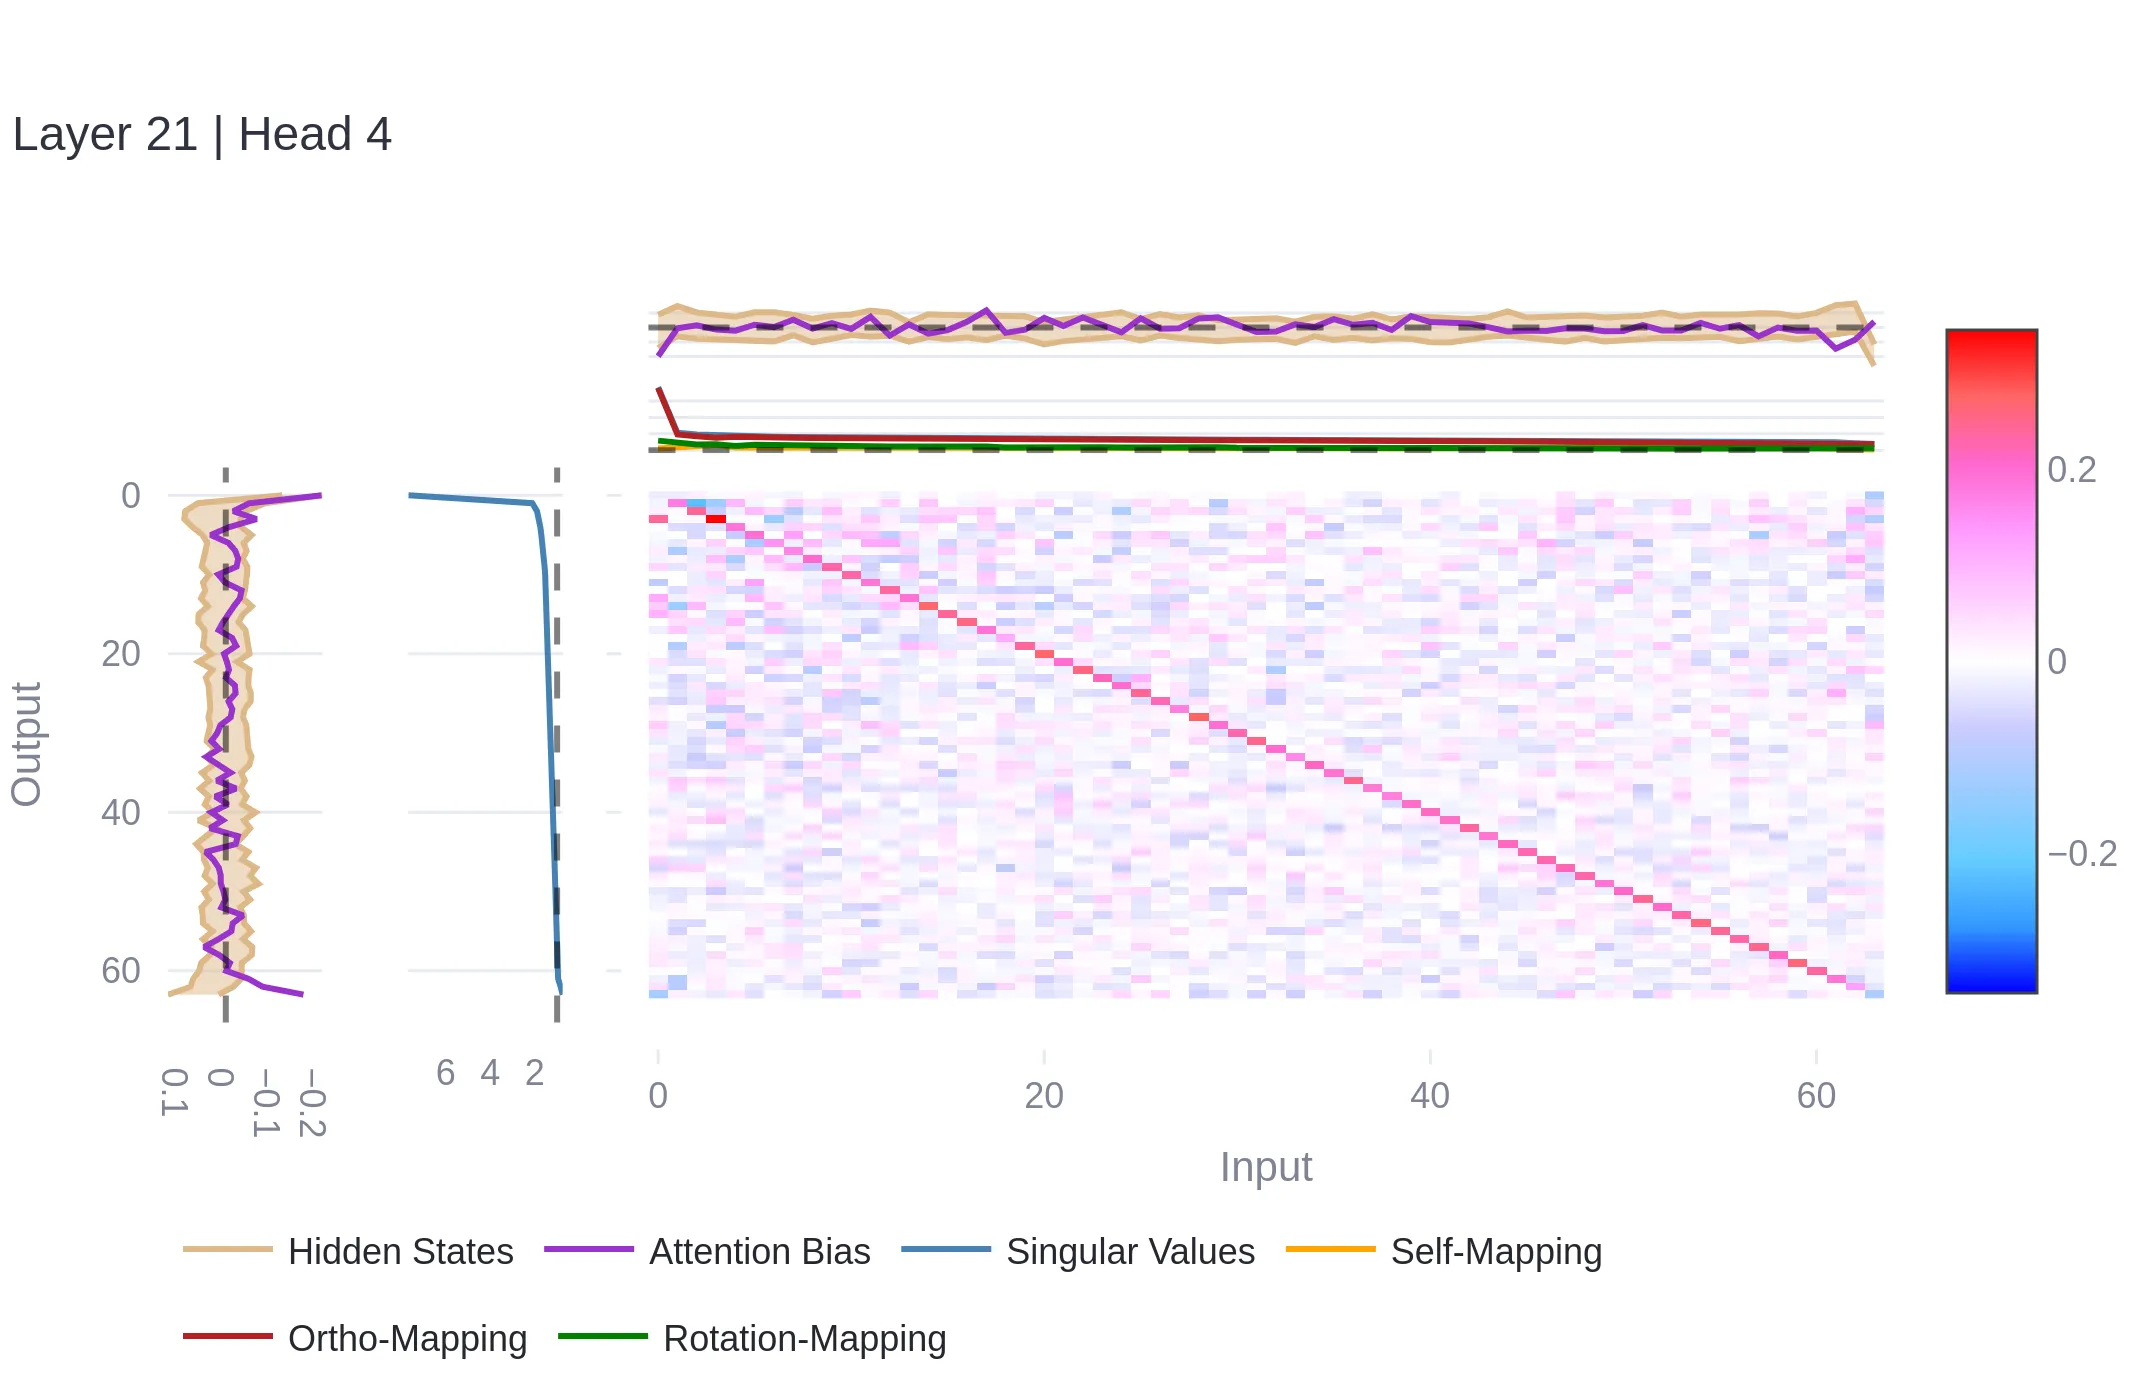 Layer 21 | Head 4
0
20
40
60
Output
0.1
0
−0.1
−0.2
6
4
2
0
20
40
60
Input
0.2
0
−0.2
Hidden States
Attention Bias
Singular Values
Self-Mapping
Ortho-Mapping
Rotation-Mapping